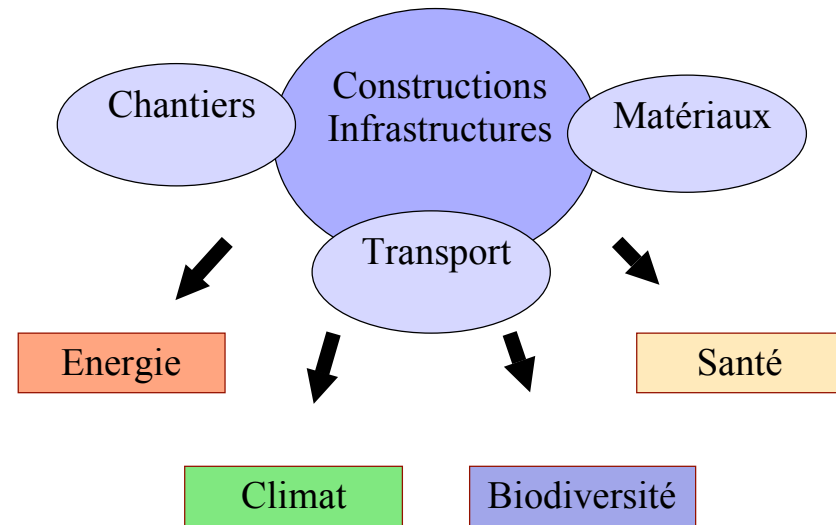 Chantiers
Constructions
Infrastructures
Matériaux
Transport
Energie
Santé
Climat
Biodiversité